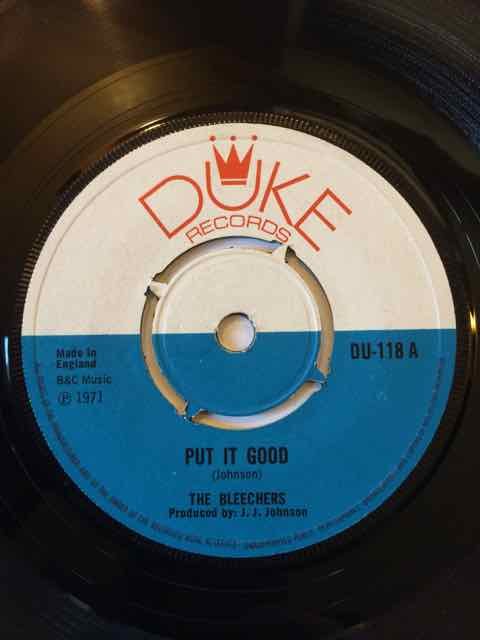 DUKE
RECORDS
Made in
England
B&C Music
℗ 1971
DU-118 A
PUT IT GOOD
(Johnson)
THE BLEECHERS
Produced by: J. J. Johnson